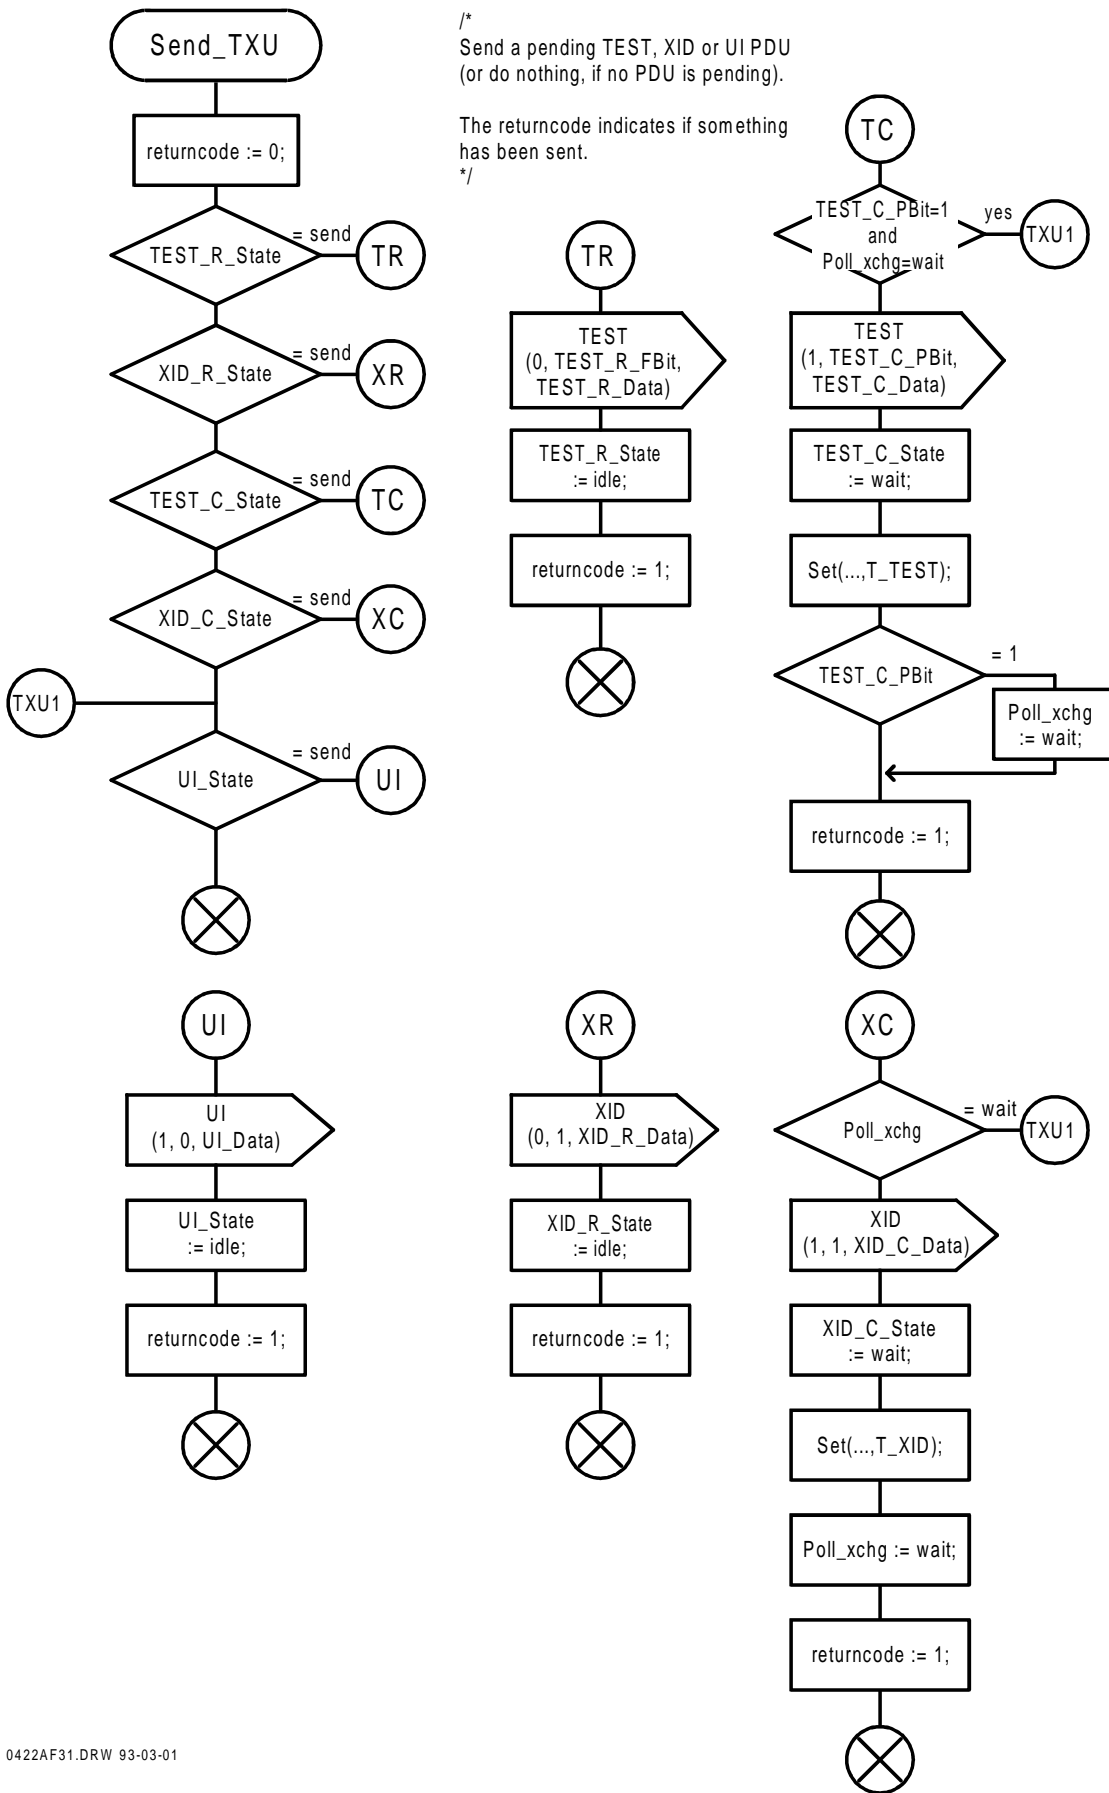 Send_TXU
/*
Send a pending TEST, XID or UI PDU
(or do nothing, if no PDU is pending).
The returncode indicates if something
has been sent.
*/
returncode := 0;
TEST_R_State
= send
TR
XID_R_State
= send
XR
TEST_C_State
= send
TC
XID_C_State
= send
XC
TXU1
UI_State
= send
UI
TR
TEST
(0, TEST_R_FBit,
TEST_R_Data)
TEST_R_State
:= idle;
returncode := 1;
TC
TEST_C_PBit=1
and
Poll_xchg=wait
yes
TXU1
TEST
(1, TEST_C_PBit,
TEST_C_Data)
TEST_C_State
:= wait;
Set(...,T_TEST);
TEST_C_PBit
= 1
Poll_xchg
:= wait;
returncode := 1;
UI
UI
(1, 0, UI_Data)
UI_State
:= idle;
returncode := 1;
XR
XID
(0, 1, XID_R_Data)
XID_R_State
:= idle;
returncode := 1;
XC
Poll_xchg
= wait
TXU1
XID
(1, 1, XID_C_Data)
XID_C_State
:= wait;
Set(...,T_XID);
Poll_xchg := wait;
returncode := 1;
0422AF31.DRW 93-03-01